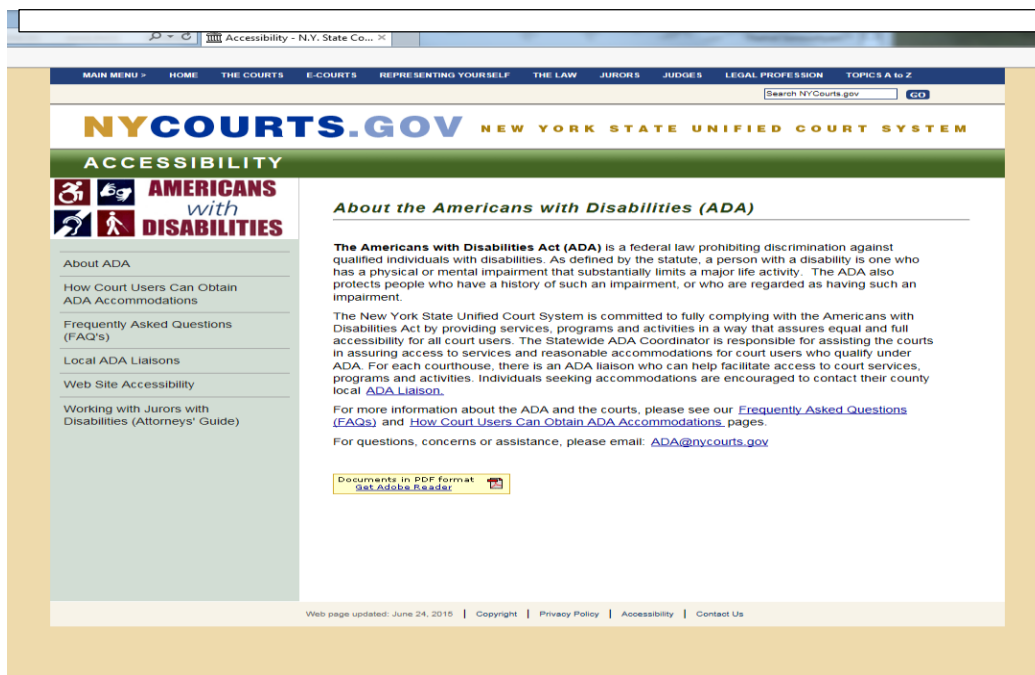 Accessibility - N.Y. State Co... ×
MAIN MENU > HOME THE COURTS E-COURTS REPRESENTING YOURSELF THE LAW JURORS JUDGES LEGAL PROFESSION TOPICS A to Z
Search NYCourts.gov GO
NYCOURTS.GOV NEW YORK STATE UNIFIED COURT SYSTEM
ACCESSIBILITY
AMERICANS
with
DISABILITIES
About ADA
How Court Users Can Obtain
ADA Accommodations
Frequently Asked Questions
(FAQ's)
Local ADA Liaisons
Web Site Accessibility
Working with Jurors with
Disabilities (Attorneys' Guide)
About the Americans with Disabilities (ADA)
The Americans with Disabilities Act (ADA) is a federal law prohibiting discrimination against
qualified individuals with disabilities. As defined by the statute, a person with a disability is one who
has a physical or mental impairment that substantially limits a major life activity. The ADA also
protects people who have a history of such an impairment, or who are regarded as having such an
impairment.
The New York State Unified Court System is committed to fully complying with the Americans with
Disabilities Act by providing services, programs and activities in a way that assures equal and full
accessibility for all court users. The Statewide ADA Coordinator is responsible for assisting the courts
in assuring access to services and reasonable accommodations for court users who qualify under
ADA. For each courthouse, there is an ADA liaison who can help facilitate access to court services,
programs and activities. Individuals seeking accommodations are encouraged to contact their county
local ADA Liaison.
For more information about the ADA and the courts, please see our Frequently Asked Questions
(FAQs) and How Court Users Can Obtain ADA Accommodations pages.
For questions, concerns or assistance, please email: ADA@nycourts.gov
Documents in PDF format
Get Adobe Reader
Web page updated: June 24, 2015 | Copyright | Privacy Policy | Accessibility | Contact Us